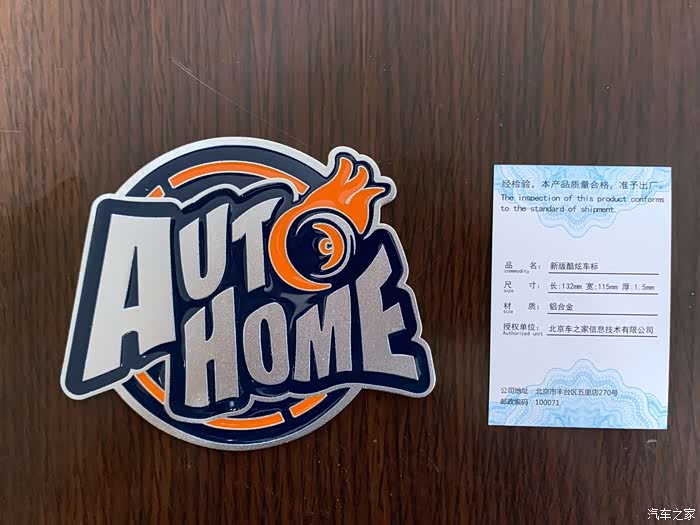 AUTO
HOME
经检验，本产品质量合格，准予出厂。
The inspection of this product conforms
to the standard of shipment.
品 名： 新版酷炫车标
commodity
尺 寸： 长:132mm 宽:115mm 厚:1.5mm
size
材 质： 铝合金
size
授权单位： 北京车之家信息技术有限公司
Authorized unit
公司地址：北京市丰台区五里店270号
邮政编码：100071
汽车之家